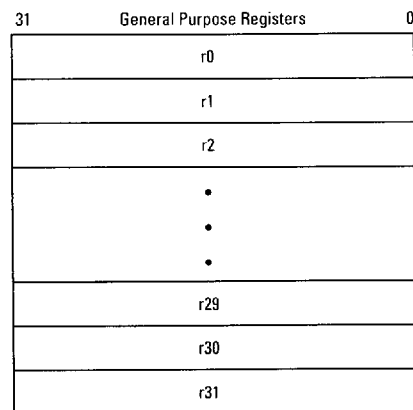 31 General Purpose Registers 0
r0
r1
r2
•
•
•
r29
r30
r31